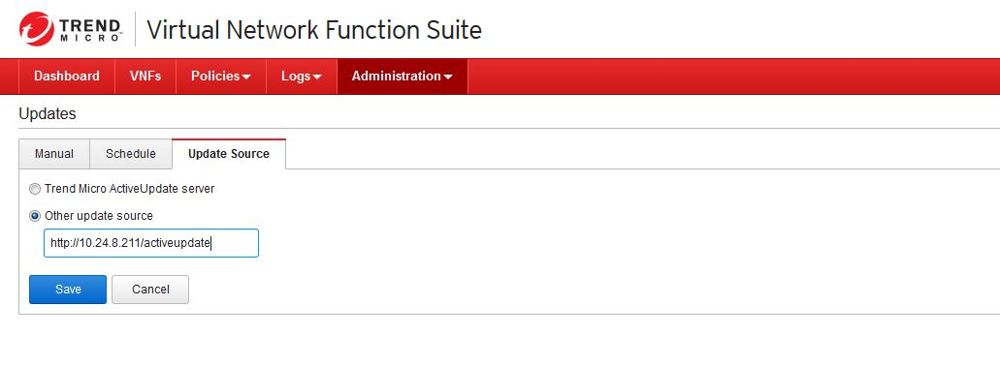 TREND MICRO Virtual Network Function Suite
Dashboard VNFs Policies Logs Administration
Updates
Manual Schedule Update Source
Trend Micro ActiveUpdate server
Other update source
http://10.24.8.211/activeupdate
Save Cancel